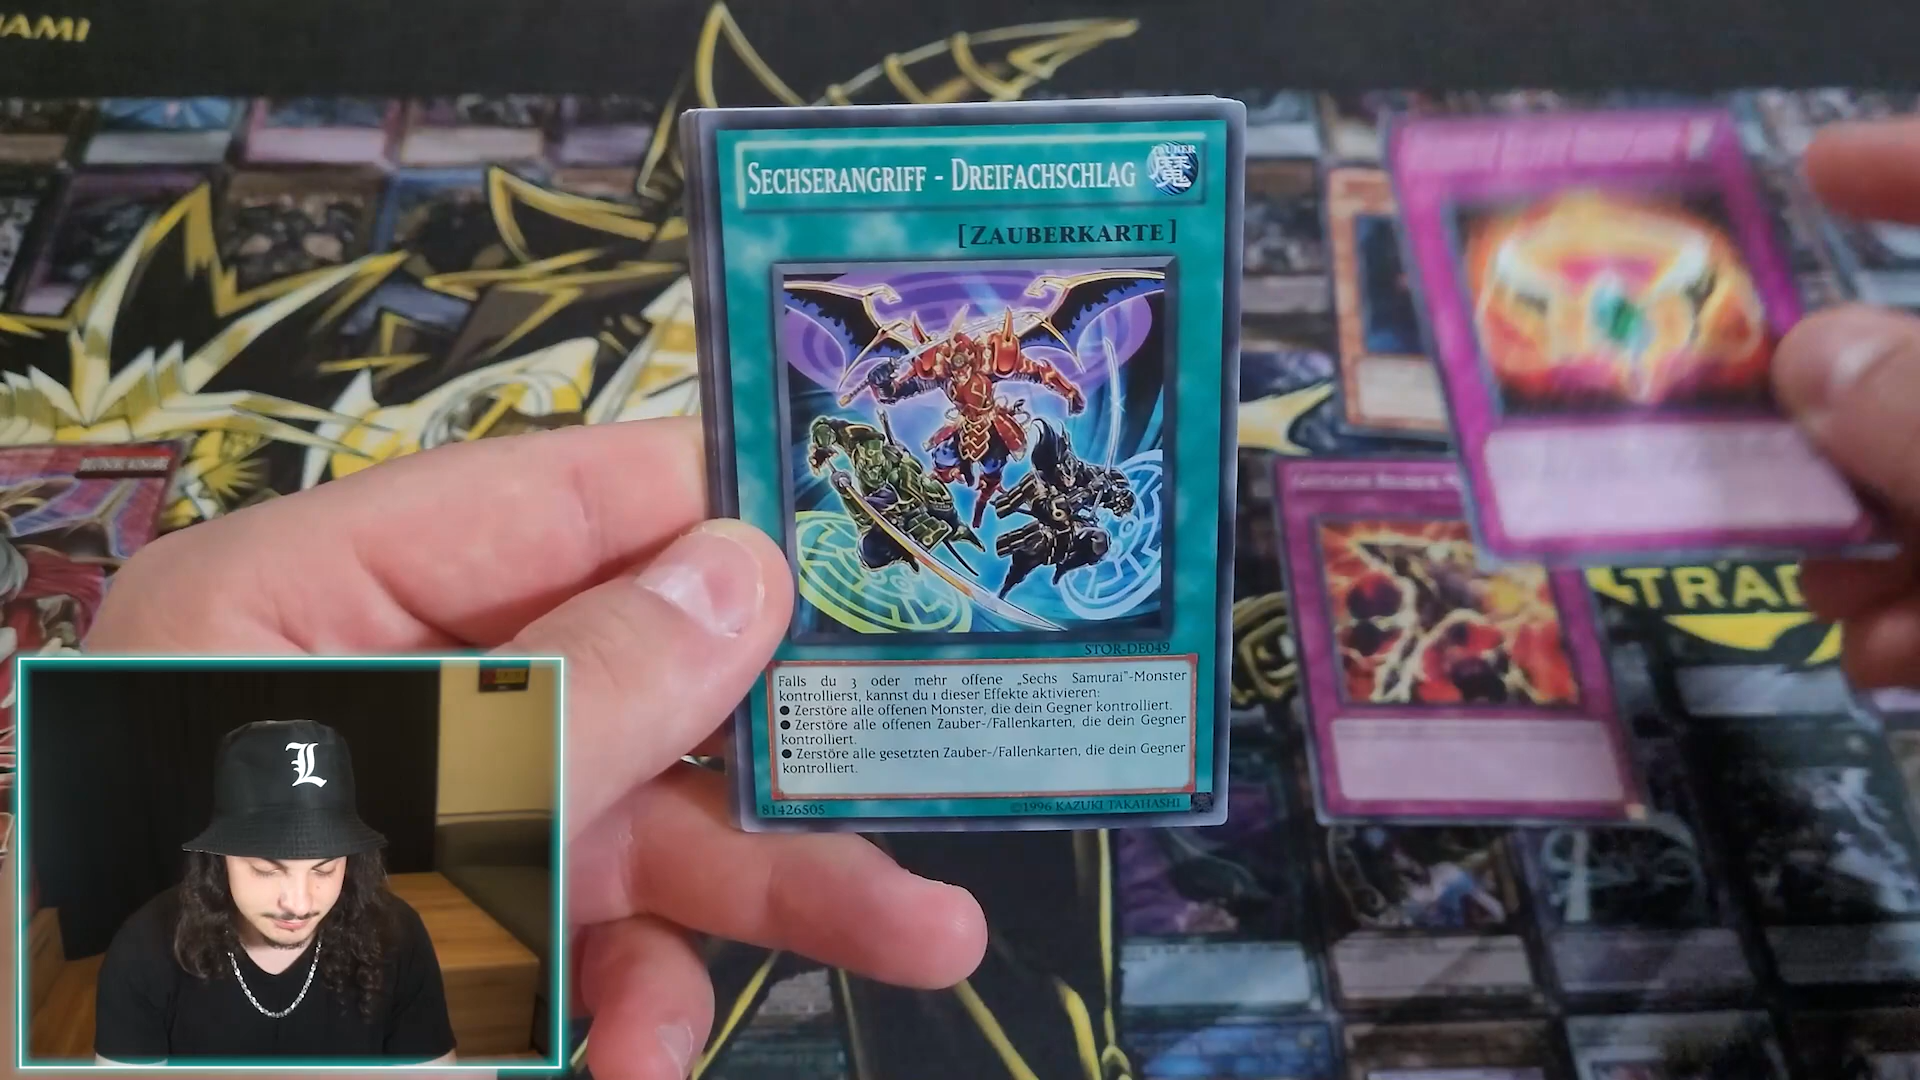 AMI
SECHSERANGRIFF - DREIFACHSCHLAG
ZAUBER
魔
[ZAUBERKARTE]
STOR-DE049
Falls du 3 oder mehr offene „Sechs Samurai"-Monster
kontrollierst, kannst du 1 dieser Effekte aktivieren:
● Zerstöre alle offenen Monster, die dein Gegner kontrolliert.
● Zerstöre alle offenen Zauber-/Fallenkarten, die dein Gegner
kontrolliert.
● Zerstöre alle gesetzten Zauber-/Fallenkarten, die dein Gegner
kontrolliert.
81426505
©1996 KAZUKI TAKAHASHI
TRAD
L